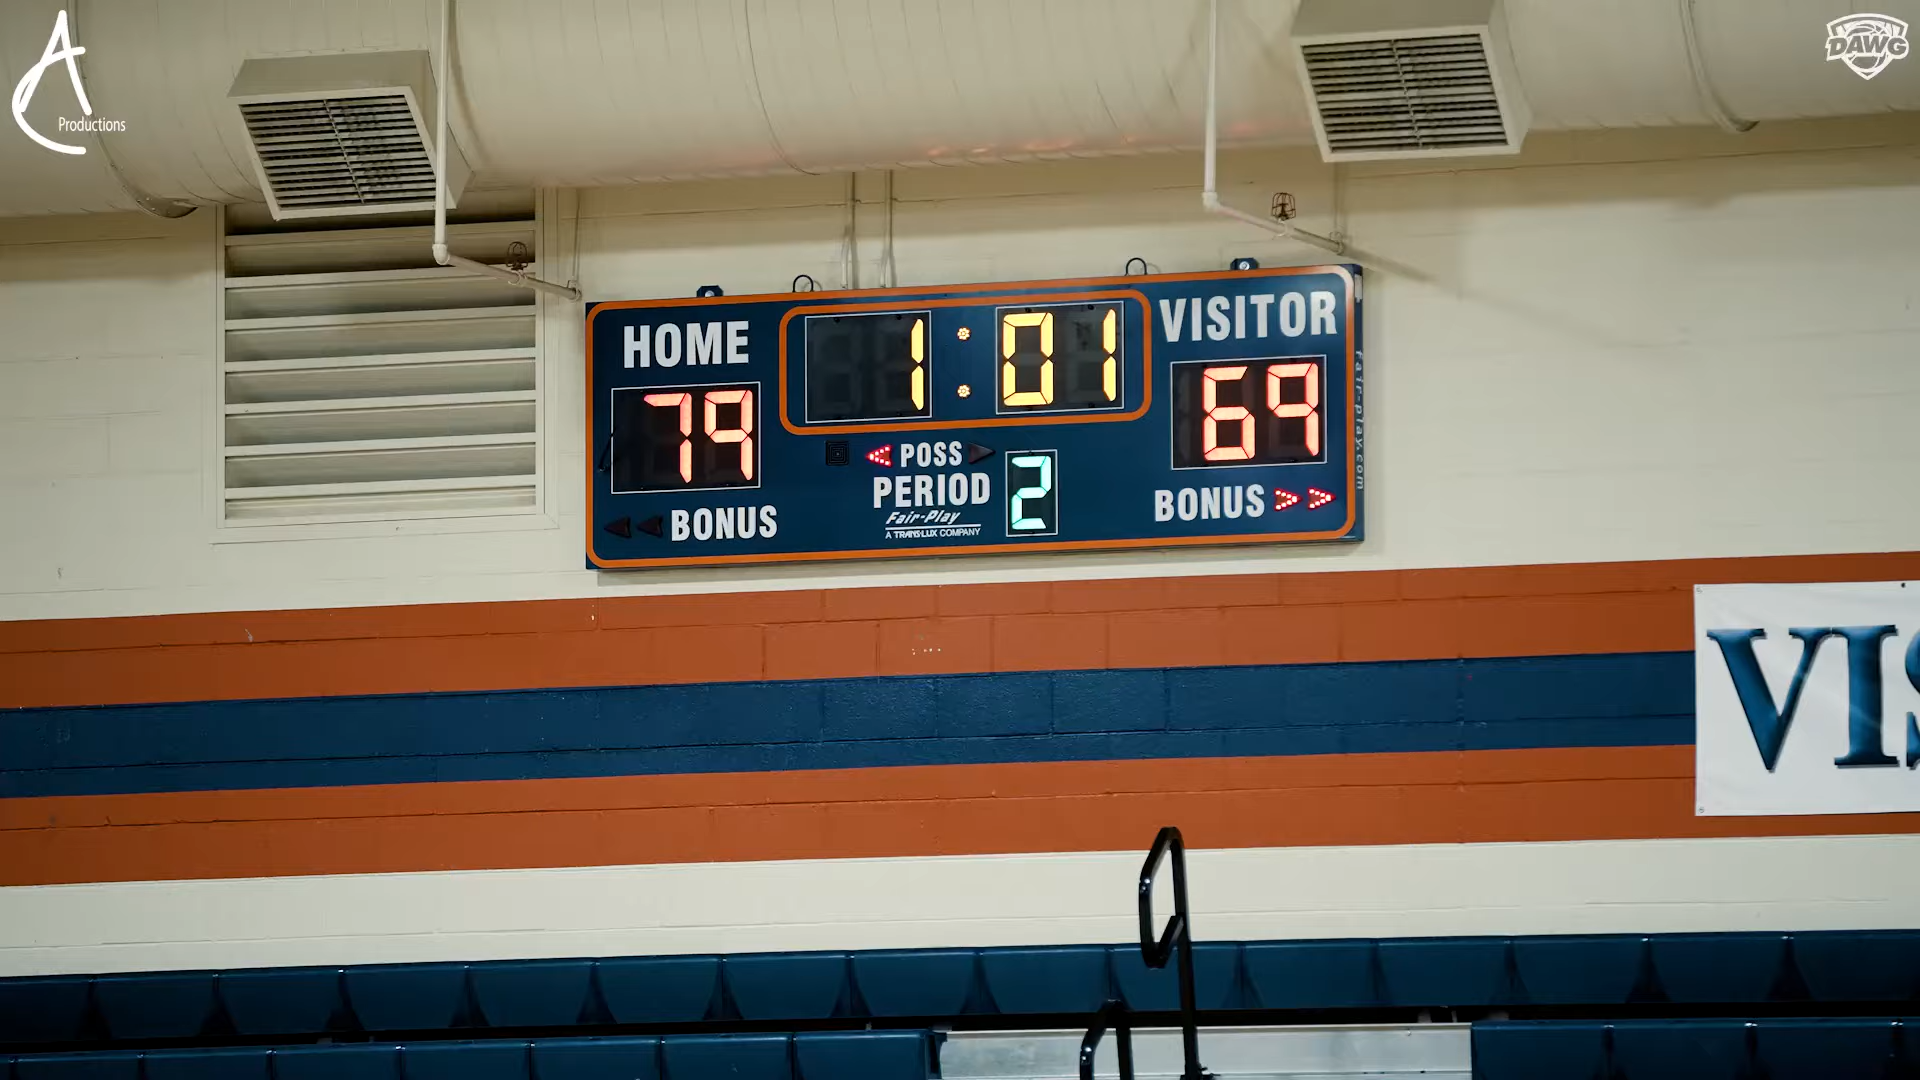 A
Productions
DAWG
HOME
1:01
VISITOR
79
69
POSS
PERIOD 2
BONUS
Fair-Play
A TRANS-LUX COMPANY
BONUS
fair-play.com